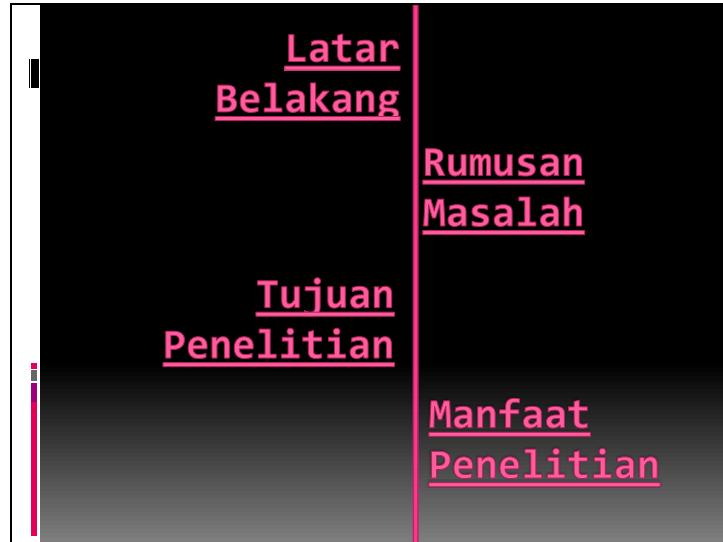 Latar
Belakang
Rumusan
Masalah
Tujuan
Penelitian
Manfaat
Penelitian